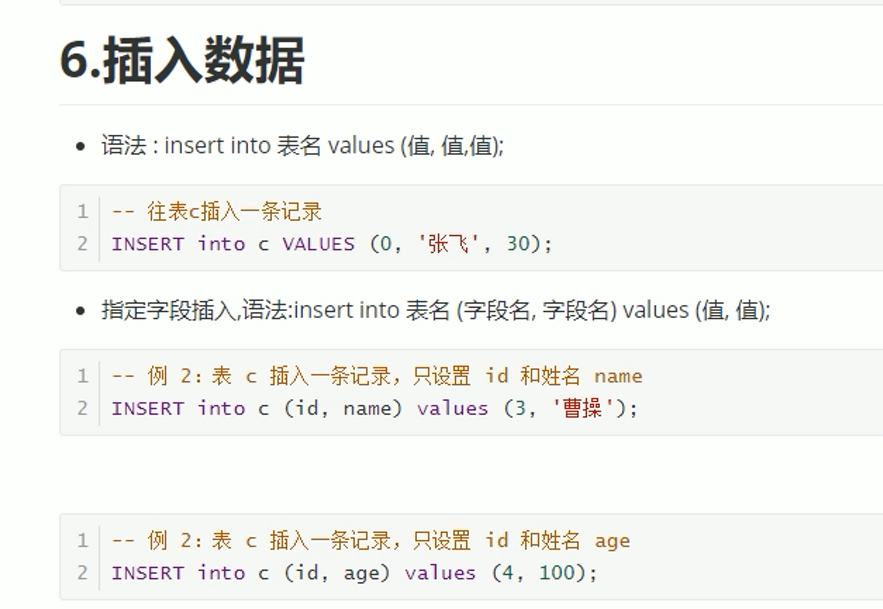 6.插入数据
语法 : insert into 表名 values (值, 值,值);
1 -- 往表c插入一条记录
2 INSERT into c VALUES (0, '张飞', 30);
指定字段插入,语法:insert into 表名 (字段名, 字段名) values (值, 值);
1 -- 例 2：表 c 插入一条记录，只设置 id 和姓名 name
2 INSERT into c (id, name) values (3, '曹操');
1 -- 例 2：表 c 插入一条记录，只设置 id 和姓名 age
2 INSERT into c (id, age) values (4, 100);